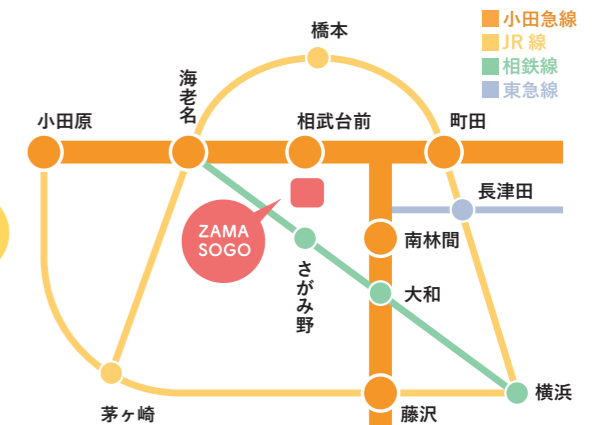 小田急線
JR 線
相鉄線
東急線
橋本
海老名
小田原
相武台前
町田
長津田
ZAMA
SOGO
南林間
さがみ野
大和
横浜
茅ヶ崎
藤沢